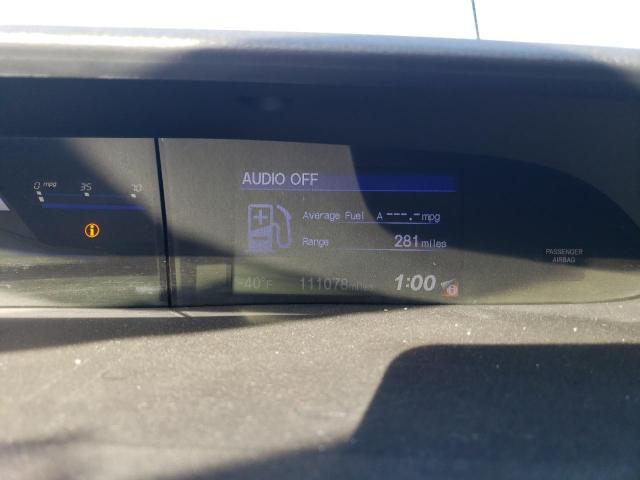 0 mpg 35 70
AUDIO OFF
Average Fuel A ---.- mpg
Range 281 miles
-40°F 111078 miles 1:00
PASSENGER
AIRBAG